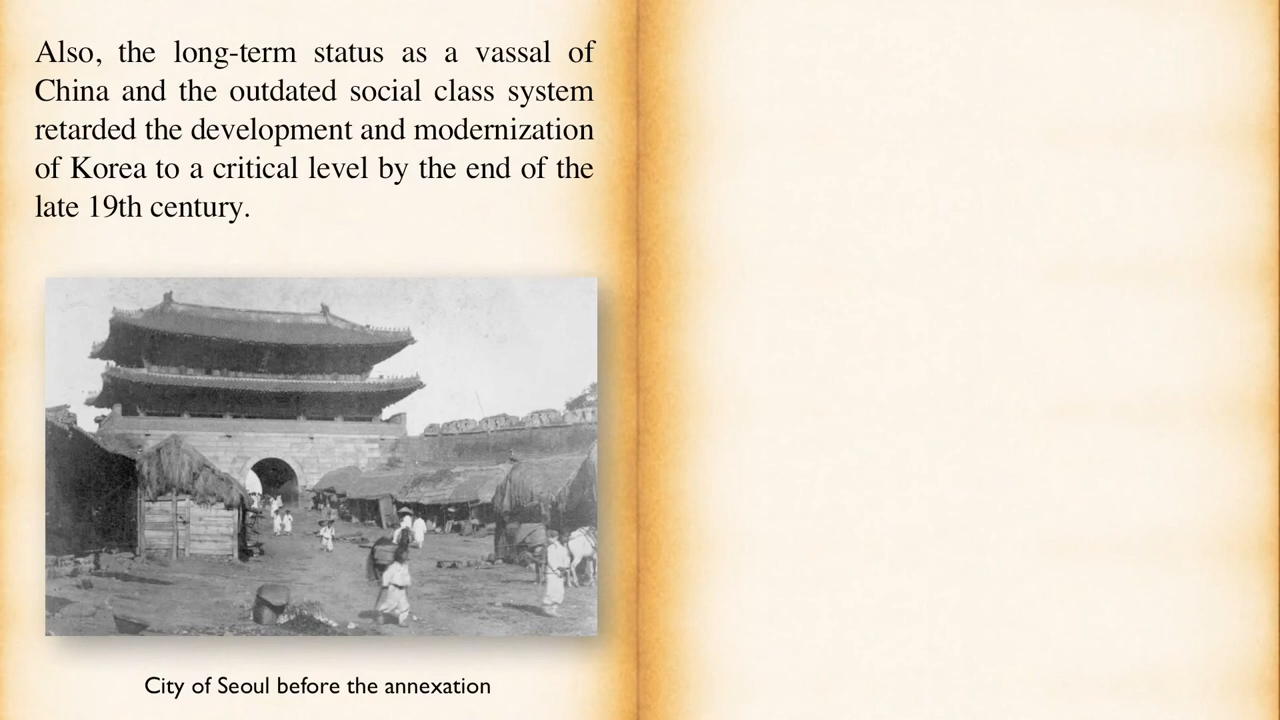 Also, the long-term status as a vassal of
China and the outdated social class system
retarded the development and modernization
of Korea to a critical level by the end of the
late 19th century.
City of Seoul before the annexation